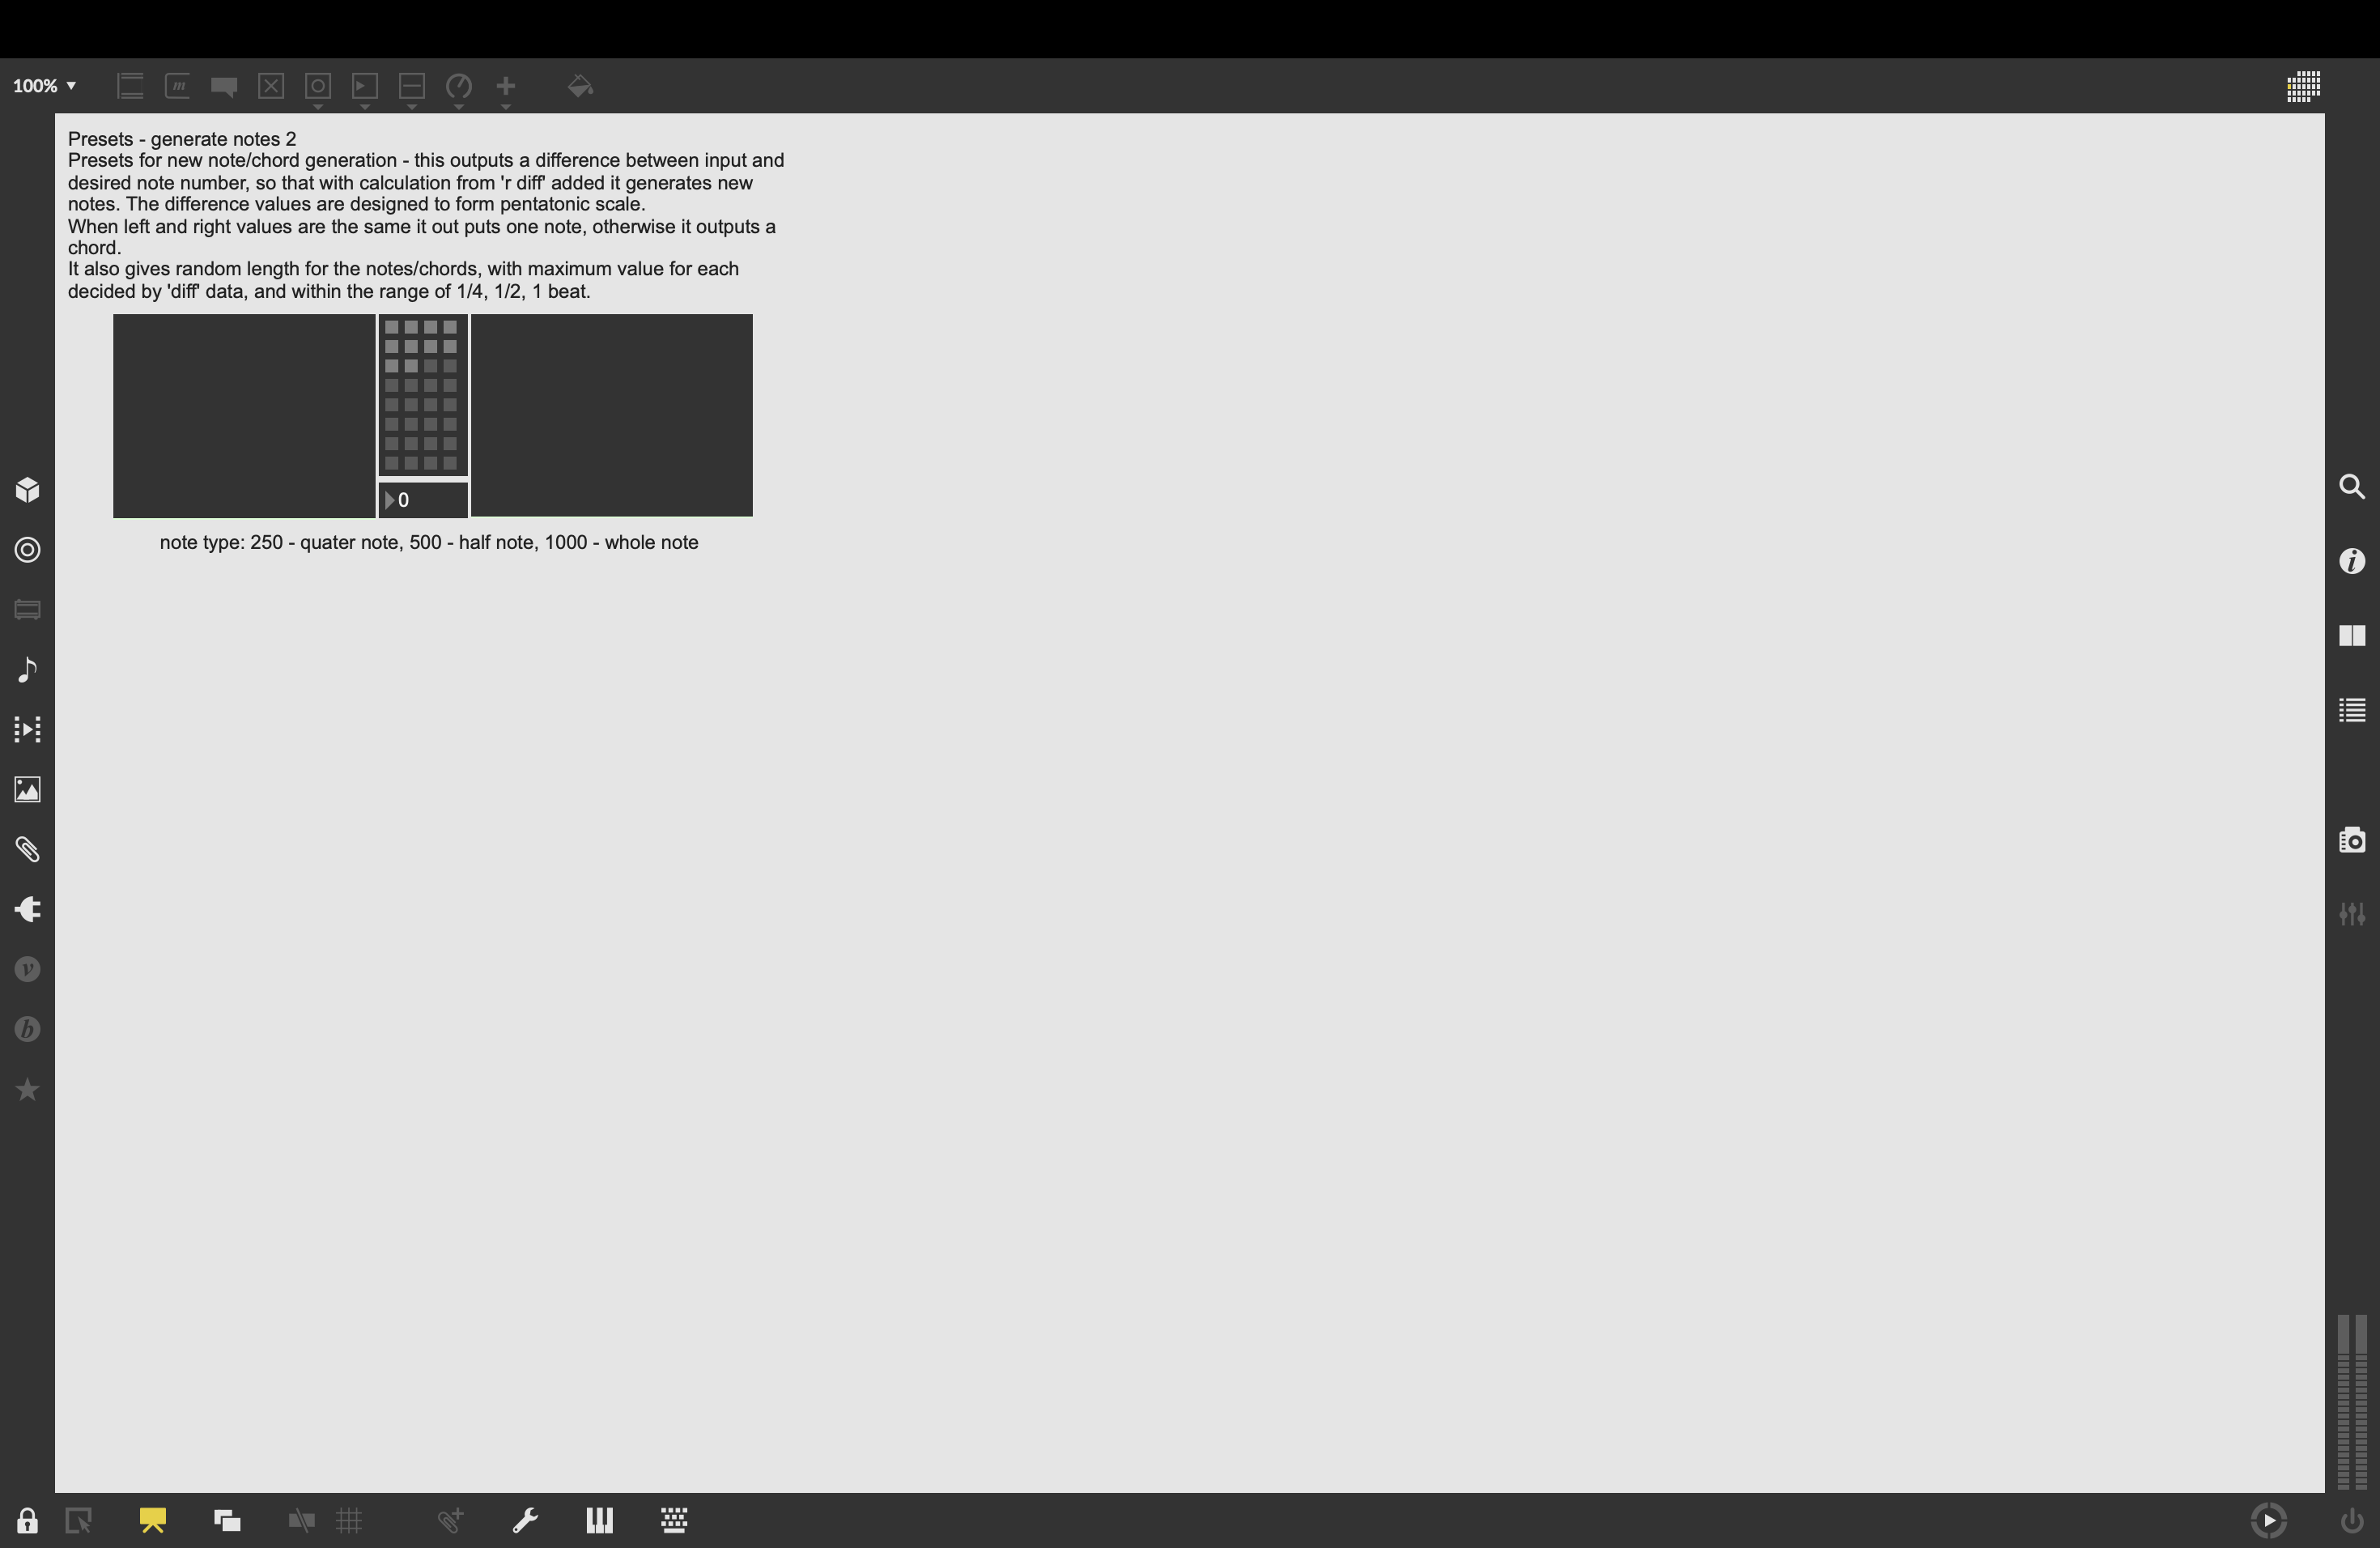 100%
Presets - generate notes 2
Presets for new note/chord generation - this outputs a difference between input and
desired note number, so that with calculation from 'r diff' added it generates new
notes. The difference values are designed to form pentatonic scale.
When left and right values are the same it out puts one note, otherwise it outputs a
chord.
It also gives random length for the notes/chords, with maximum value for each
decided by 'diff' data, and within the range of 1/4, 1/2, 1 beat.
0
note type: 250 - quater note, 500 - half note, 1000 - whole note